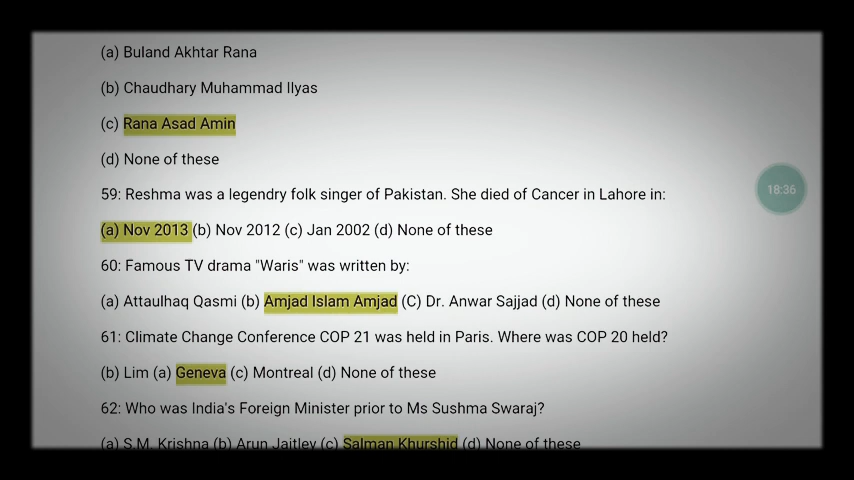 (a) Buland Akhtar Rana
(b) Chaudhary Muhammad Ilyas
(c) Rana Asad Amin
(d) None of these
59: Reshma was a legendry folk singer of Pakistan. She died of Cancer in Lahore in:
18:36
(a) Nov 2013 (b) Nov 2012 (c) Jan 2002 (d) None of these
60: Famous TV drama "Waris" was written by:
(a) Attaulhaq Qasmi (b) Amjad Islam Amjad (C) Dr. Anwar Sajjad (d) None of these
61: Climate Change Conference COP 21 was held in Paris. Where was COP 20 held?
(b) Lim (a) Geneva (c) Montreal (d) None of these
62: Who was India's Foreign Minister prior to Ms Sushma Swaraj?
(a) S.M. Krishna (b) Arun Jaitley (c) Salman Khurshid (d) None of these